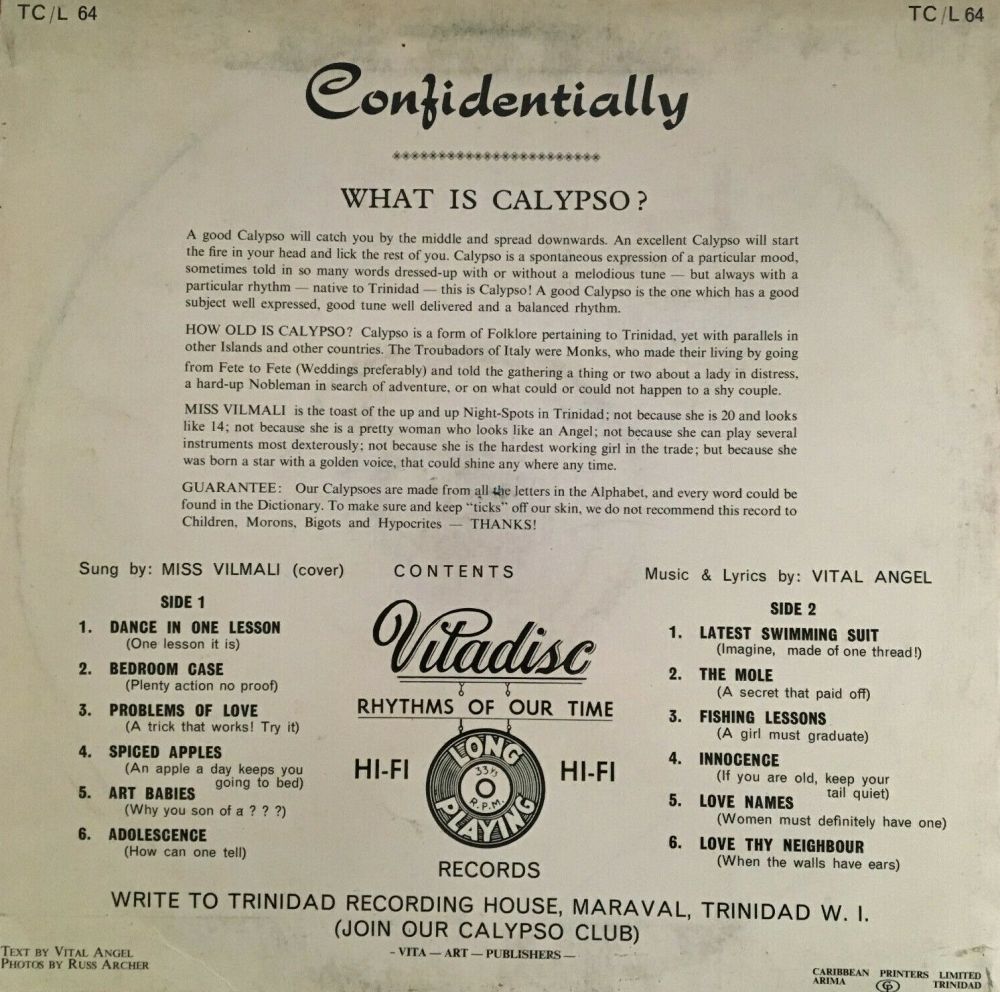 TC/L 64
TC/L 64
Confidentially
************************
WHAT IS CALYPSO?
A good Calypso will catch you by the middle and spread downwards. An excellent Calypso will start
the fire in your head and lick the rest of you. Calypso is a spontaneous expression of a particular mood,
sometimes told in so many words dressed-up with or without a melodious tune — but always with a
particular rhythm — native to Trinidad — this is Calypso! A good Calypso is the one which has a good
subject well expressed, good tune well delivered and a balanced rhythm.
HOW OLD IS CALYPSO? Calypso is a form of Folklore pertaining to Trinidad, yet with parallels in
other Islands and other countries. The Troubadors of Italy were Monks, who made their living by going
from Fete to Fete (Weddings preferably) and told the gathering a thing or two about a lady in distress,
a hard-up Nobleman in search of adventure, or on what could or could not happen to a shy couple.
MISS VILMALI is the toast of the up and up Night-Spots in Trinidad; not because she is 20 and looks
like 14; not because she is a pretty woman who looks like an Angel; not because she can play several
instruments most dexterously; not because she is the hardest working girl in the trade; but because she
was born a star with a golden voice, that could shine any where any time.
GUARANTEE: Our Calypsoes are made from all the letters in the Alphabet, and every word could be
found in the Dictionary. To make sure and keep "ticks" off our skin, we do not recommend this record to
Children, Morons, Bigots and Hypocrites — THANKS!
Sung by: MISS VILMALI (cover)
CONTENTS
Music & Lyrics by: VITAL ANGEL
SIDE 1
1. DANCE IN ONE LESSON
(One lesson it is)
2. BEDROOM CASE
(Plenty action no proof)
3. PROBLEMS OF LOVE
(A trick that works! Try it)
4. SPICED APPLES
(An apple a day keeps you
going to bed)
5. ART BABIES
(Why you son of a ? ? ?)
6. ADOLESCENCE
(How can one tell)
Vitadisc
RHYTHMS OF OUR TIME
HI-FI
LONG
33⅓
R.P.M.
PLAYING
HI-FI
RECORDS
SIDE 2
1. LATEST SWIMMING SUIT
(Imagine, made of one thread!)
2. THE MOLE
(A secret that paid off)
3. FISHING LESSONS
(A girl must graduate)
4. INNOCENCE
(If you are old, keep your
tail quiet)
5. LOVE NAMES
(Women must definitely have one)
6. LOVE THY NEIGHBOUR
(When the walls have ears)
WRITE TO TRINIDAD RECORDING HOUSE, MARAVAL, TRINIDAD W. I.
(JOIN OUR CALYPSO CLUB)
- VITA — ART — PUBLISHERS —
TEXT BY VITAL ANGEL
PHOTOS BY RUSS ARCHER
CARIBBEAN PRINTERS LIMITED
ARIMA CP TRINIDAD